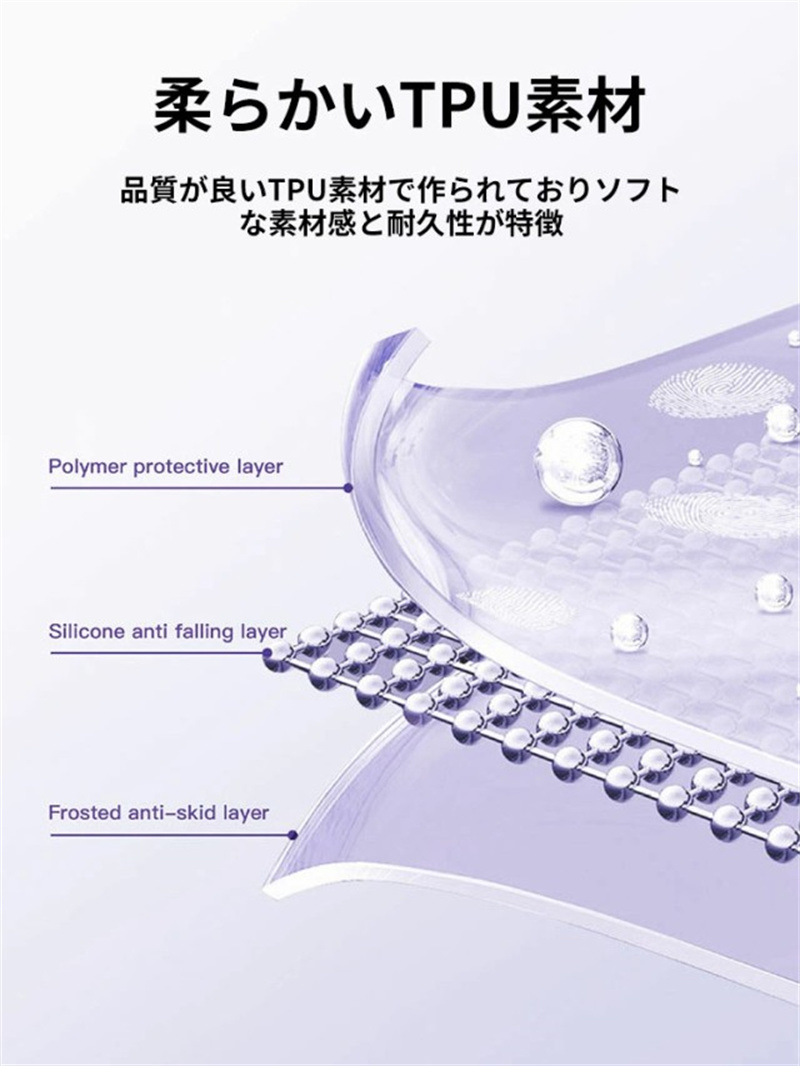 柔らかいTPU素材
品質が良いTPU素材で作られておりソフト
な素材感と耐久性が特徴
Polymer protective layer
Silicone anti falling layer
Frosted anti-skid layer